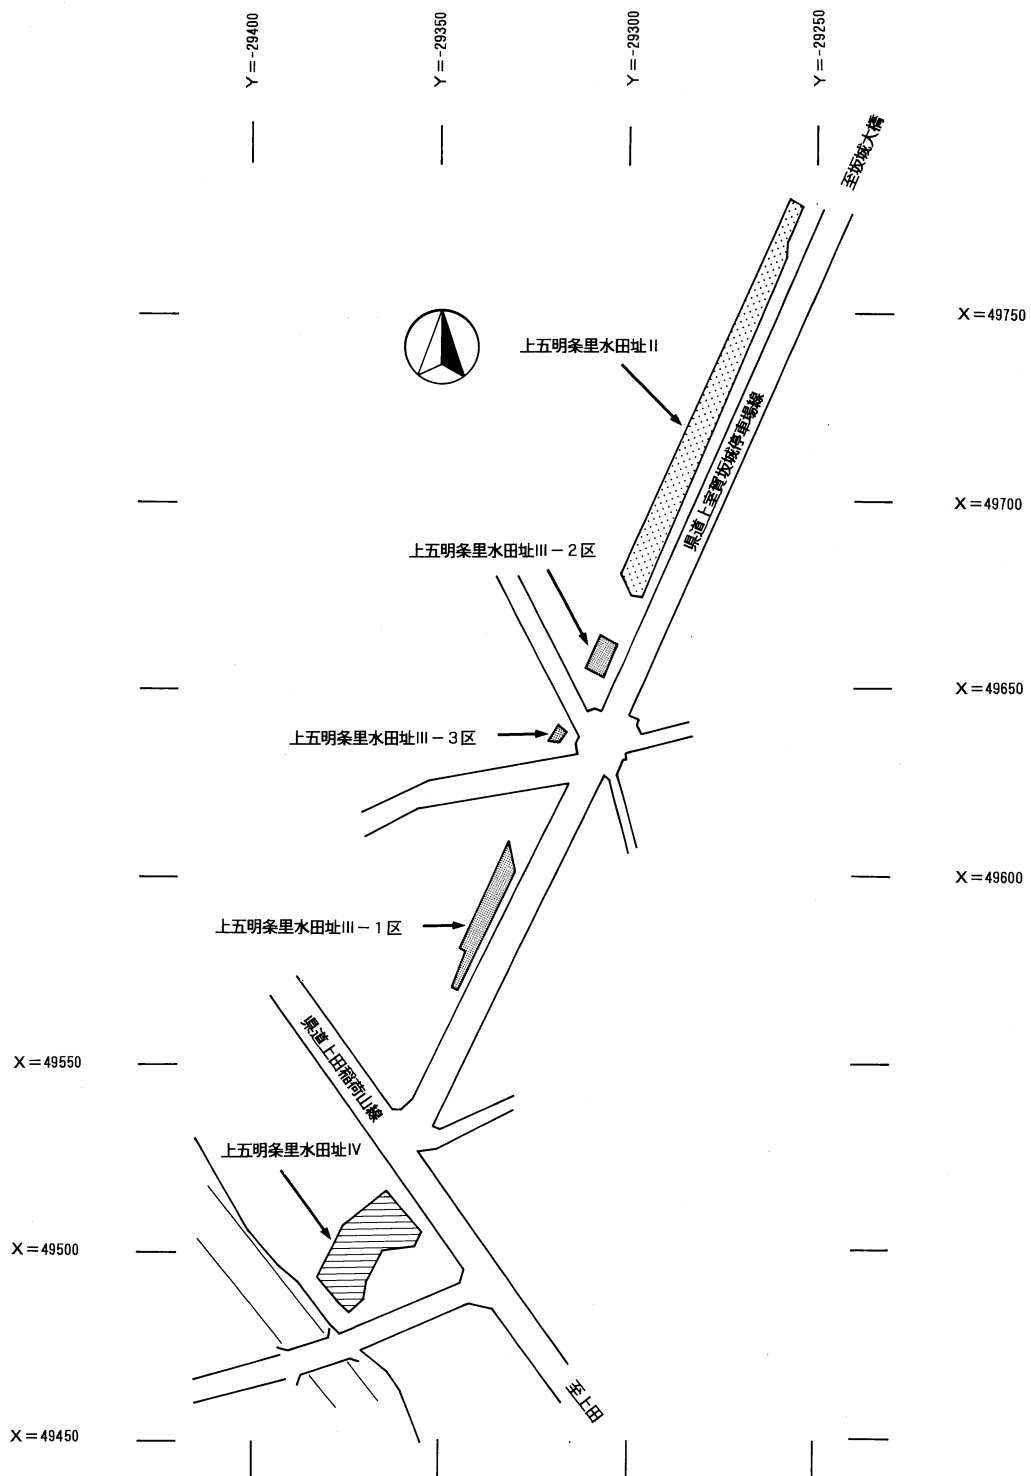 Y=-29400
Y=-29350
Y=-29300
Y=-29250
至坂城大橋
X=49750
上五明条里水田址II
県道上室賀坂城停車場線
X=49700
上五明条里水田址III-2区
X=49650
上五明条里水田址III-3区
X=49600
上五明条里水田址III-1区
県道上田稲荷山線
X=49550
上五明条里水田址IV
X=49500
至上田
X=49450